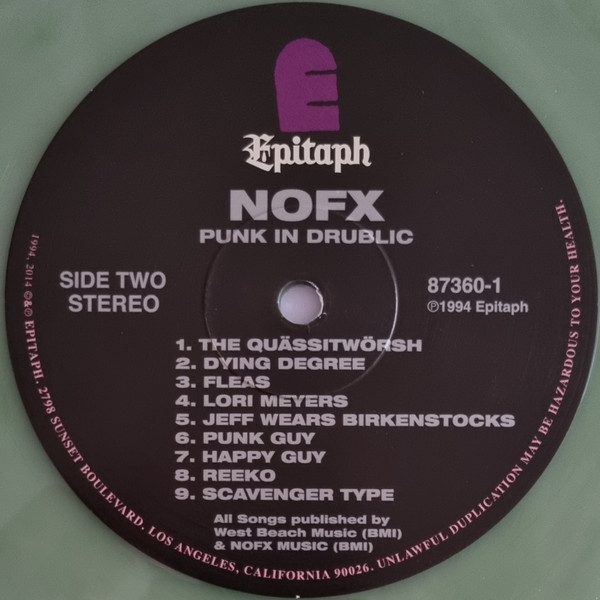 Epitaph
NOFX
PUNK IN DRUBLIC
SIDE TWO
STEREO
87360-1
℗1994 Epitaph
1. THE QUÄSSITWÖRSH
2. DYING DEGREE
3. FLEAS
4. LORI MEYERS
5. JEFF WEARS BIRKENSTOCKS
6. PUNK GUY
7. HAPPY GUY
8. REEKO
9. SCAVENGER TYPE
All Songs published by
West Beach Music (BMI)
& NOFX MUSIC (BMI)
1994, 2014 ©&℗ EPITAPH. 2798 SUNSET BOULEVARD, LOS ANGELES, CALIFORNIA 90026. UNLAWFUL DUPLICATION MAY BE HAZARDOUS TO YOUR HEALTH.